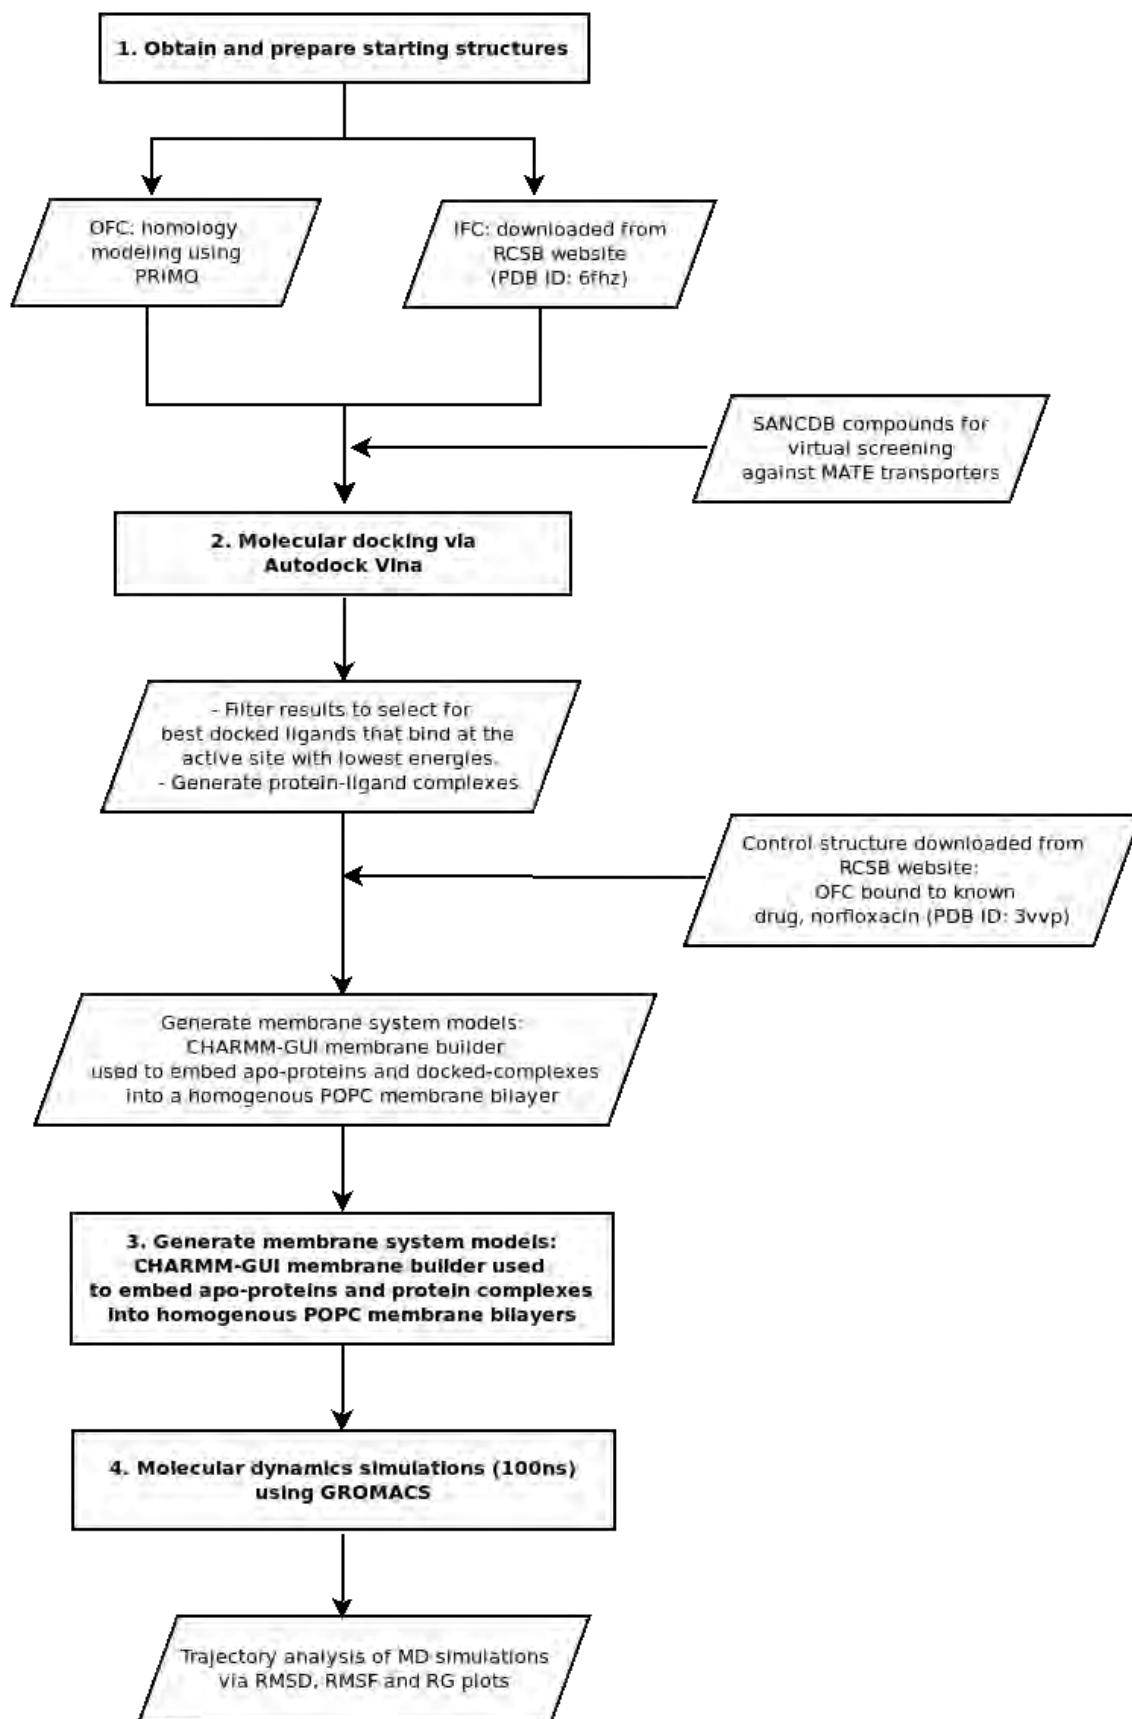 1. Obtain and prepare starting structures
OFC: homology
modeling using
PRIMO
IFC: downloaded from
RCSB website
(PDB ID: 6fhz)
SANCDB compounds for
virtual screening
against MATE transporters
2. Molecular docking via
Autodock Vina
- Filter results to select for
best docked ligands that bind at the
active site with lowest energies.
- Generate protein-ligand complexes
Control structure downloaded from
RCSB website:
OFC bound to known
drug, norfloxacin (PDB ID: 3vvp)
Generate membrane system models:
CHARMM-GUI membrane builder
used to embed apo-proteins and docked-complexes
into a homogenous POPC membrane bilayer
3. Generate membrane system models:
CHARMM-GUI membrane builder used
to embed apo-proteins and protein complexes
into homogenous POPC membrane bilayers
4. Molecular dynamics simulations (100ns)
using GROMACS
Trajectory analysis of MD simulations
via RMSD, RMSF and RG plots